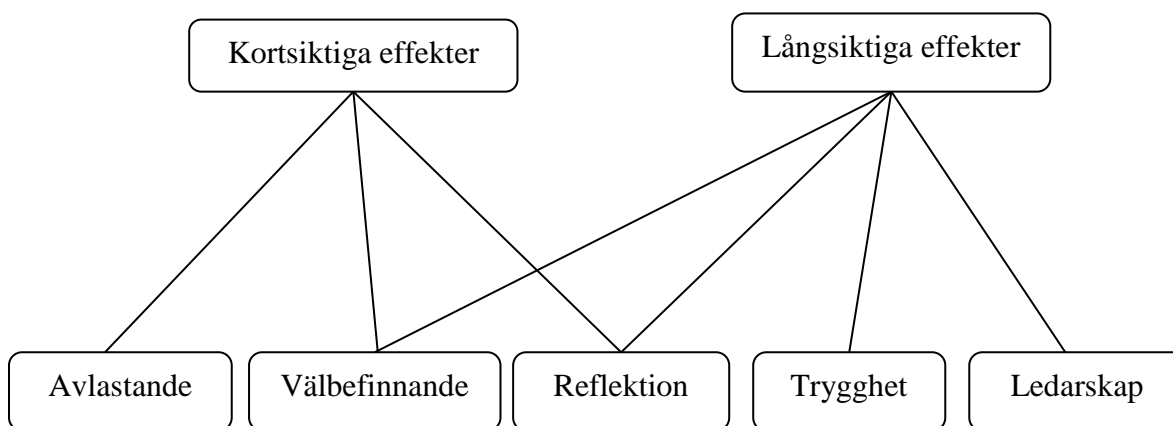 Kortsiktiga effekter
Långsiktiga effekter
Avlastande
Välbefinnande
Reflektion
Trygghet
Ledarskap